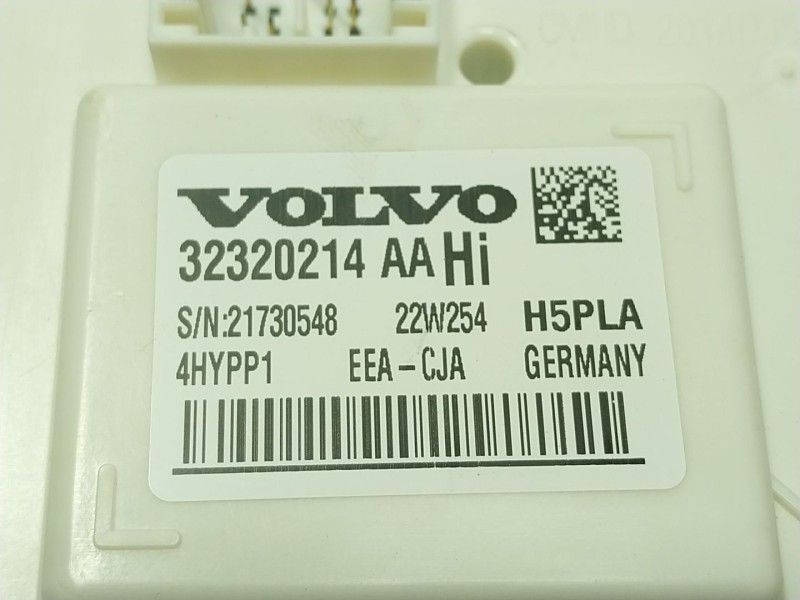 VOLVO
32320214 AA Hi
S/N:21730548 22W254 H5PLA
4HYPP1 EEA-CJA GERMANY